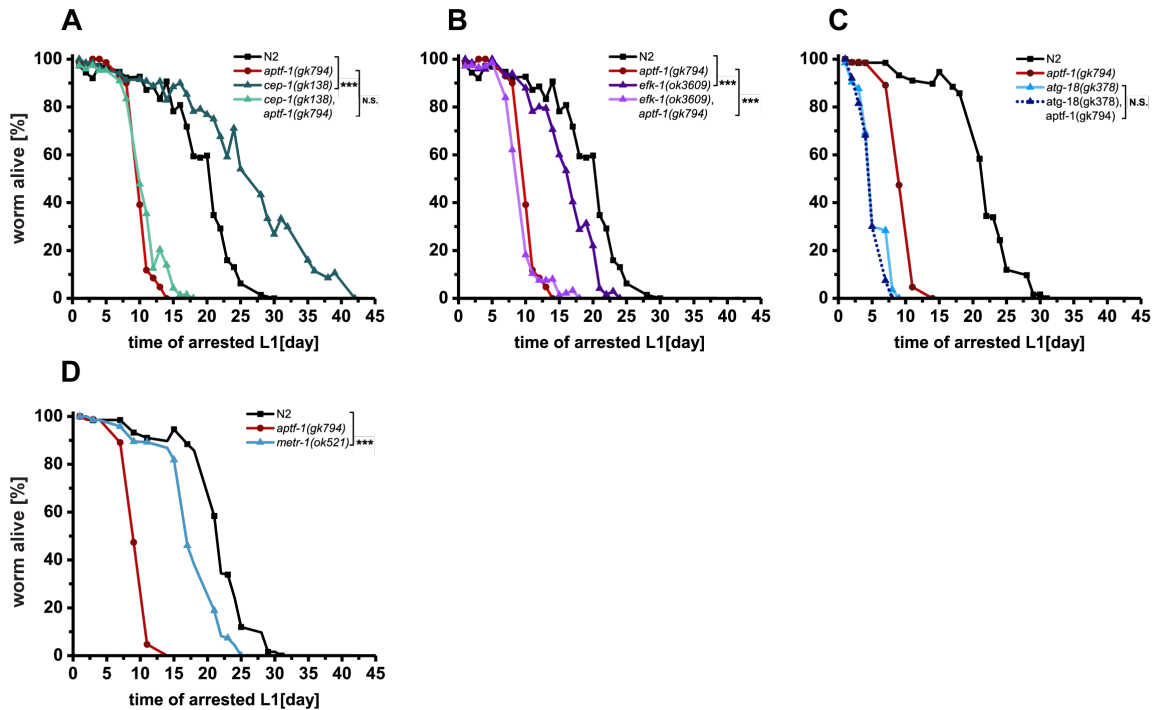 A
100
80
60
40
20
0
worm alive [%]
0 5 10 15 20 25 30 35 40 45
time of arrested L1[day]
N2
aptf-1(gk794)
cep-1(gk138)
cep-1(gk138),
aptf-1(gk794)
***
N.S.
B
100
80
60
40
20
0
0 5 10 15 20 25 30 35 40 45
time of arrested L1[day]
N2
aptf-1(gk794)
efk-1(ok3609)
efk-1(ok3609),
aptf-1(gk794)
***
***
C
100
80
60
40
20
0
0 5 10 15 20 25 30 35 40 45
time of arrested L1[day]
N2
aptf-1(gk794)
atg-18(gk378)
atg-18(gk378),
aptf-1(gk794)
N.S.
D
100
80
60
40
20
0
worm alive [%]
0 5 10 15 20 25 30 35 40 45
time of arrested L1[day]
N2
aptf-1(gk794)
metr-1(ok521)
***